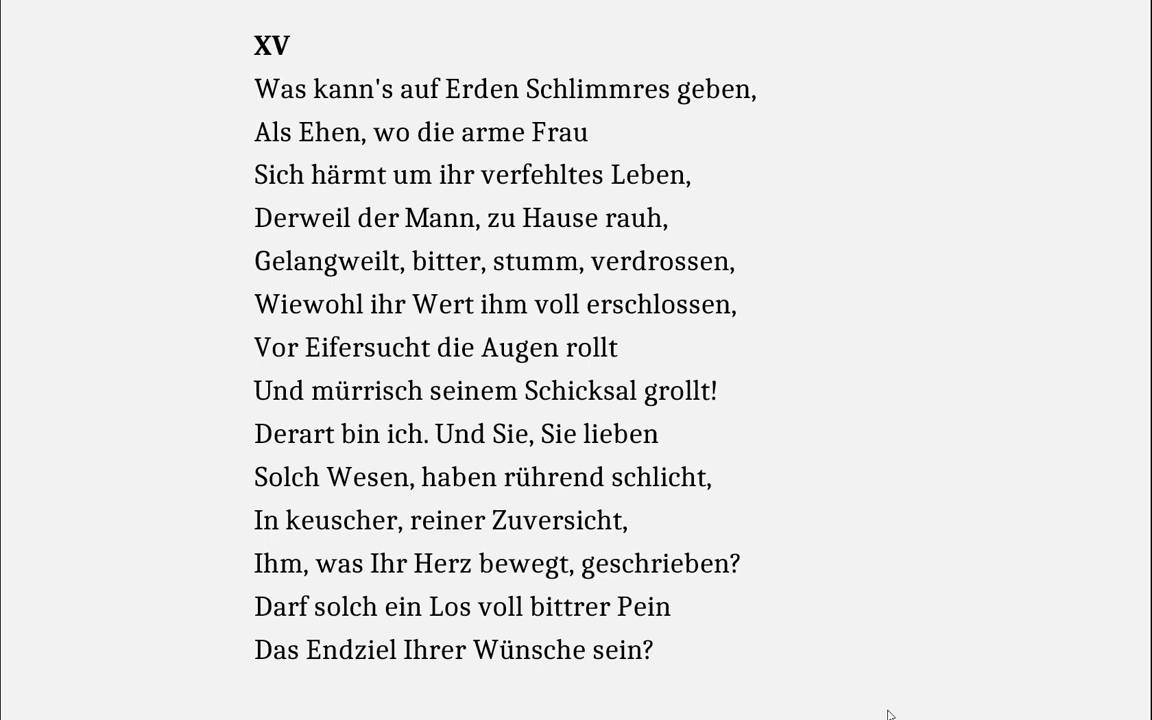 XV
Was kann's auf Erden Schlimmres geben,
Als Ehen, wo die arme Frau
Sich härmt um ihr verfehltes Leben,
Derweil der Mann, zu Hause rauh,
Gelangweilt, bitter, stumm, verdrossen,
Wiewohl ihr Wert ihm voll erschlossen,
Vor Eifersucht die Augen rollt
Und mürrisch seinem Schicksal grollt!
Derart bin ich. Und Sie, Sie lieben
Solch Wesen, haben rührend schlicht,
In keuscher, reiner Zuversicht,
Ihm, was Ihr Herz bewegt, geschrieben?
Darf solch ein Los voll bittrer Pein
Das Endziel Ihrer Wünsche sein?